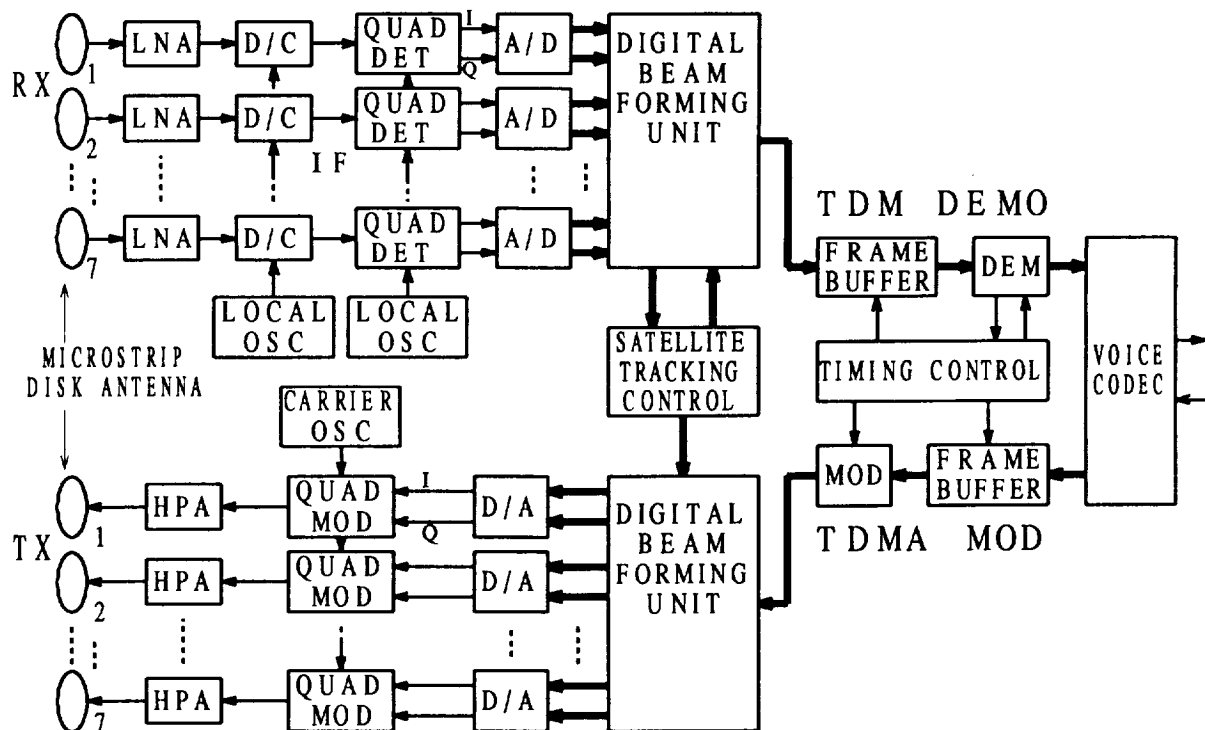 RX
1
LNA
D/C
QUAD
DET
I
Q
A/D
DIGITAL
BEAM
FORMING
UNIT
2
LNA
D/C
QUAD
DET
A/D
IF
7
LNA
D/C
QUAD
DET
A/D
LOCAL
OSC
LOCAL
OSC
MICROSTRIP
DISK ANTENNA
SATELLITE
TRACKING
CONTROL
TDM DEMO
FRAME
BUFFER
DEM
TIMING CONTROL
VOICE
CODEC
MOD
FRAME
BUFFER
TDMA MOD
CARRIER
OSC
TX
1
HPA
QUAD
MOD
I
Q
D/A
DIGITAL
BEAM
FORMING
UNIT
2
HPA
QUAD
MOD
D/A
7
HPA
QUAD
MOD
D/A